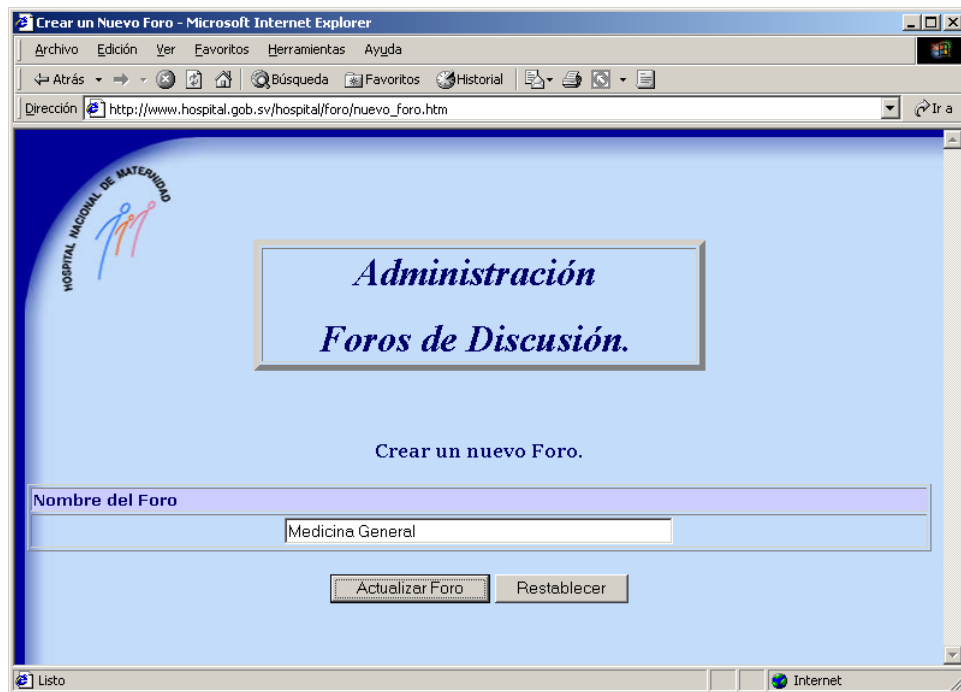 Crear un Nuevo Foro - Microsoft Internet Explorer
Archivo Edición Ver Favoritos Herramientas Ayuda
Atrás Búsqueda Favoritos Historial
Dirección http://www.hospital.gob.sv/hospital/foro/nuevo_foro.htm Ir a
HOSPITAL NACIONAL DE MATERNIDAD
Administración
Foros de Discusión.
Crear un nuevo Foro.
Nombre del Foro
Medicina General
Actualizar Foro Restablecer
Listo Internet